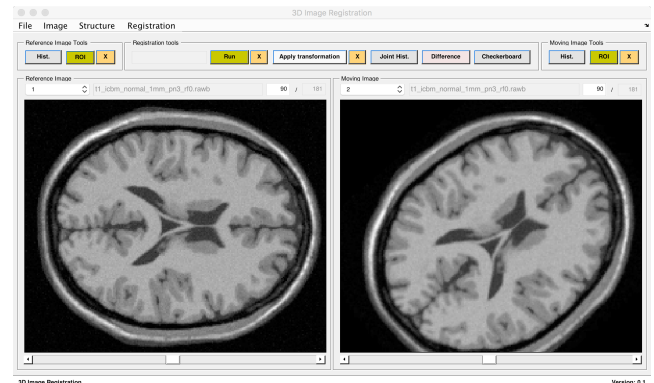 3D Image Registration
File Image Structure Registration
Reference Image Tools
Hist. ROI X
Registration tools
Run X Apply transformation X Joint Hist. Difference Checkerboard
Moving Image Tools
Hist. ROI X
Reference Image
1 t1_icbm_normal_1mm_pn3_rf0.rawb 90 / 181
Moving Image
2 t1_icbm_normal_1mm_pn3_rf0.rawb 90 / 181
3D Image Registration
Version: 0.1